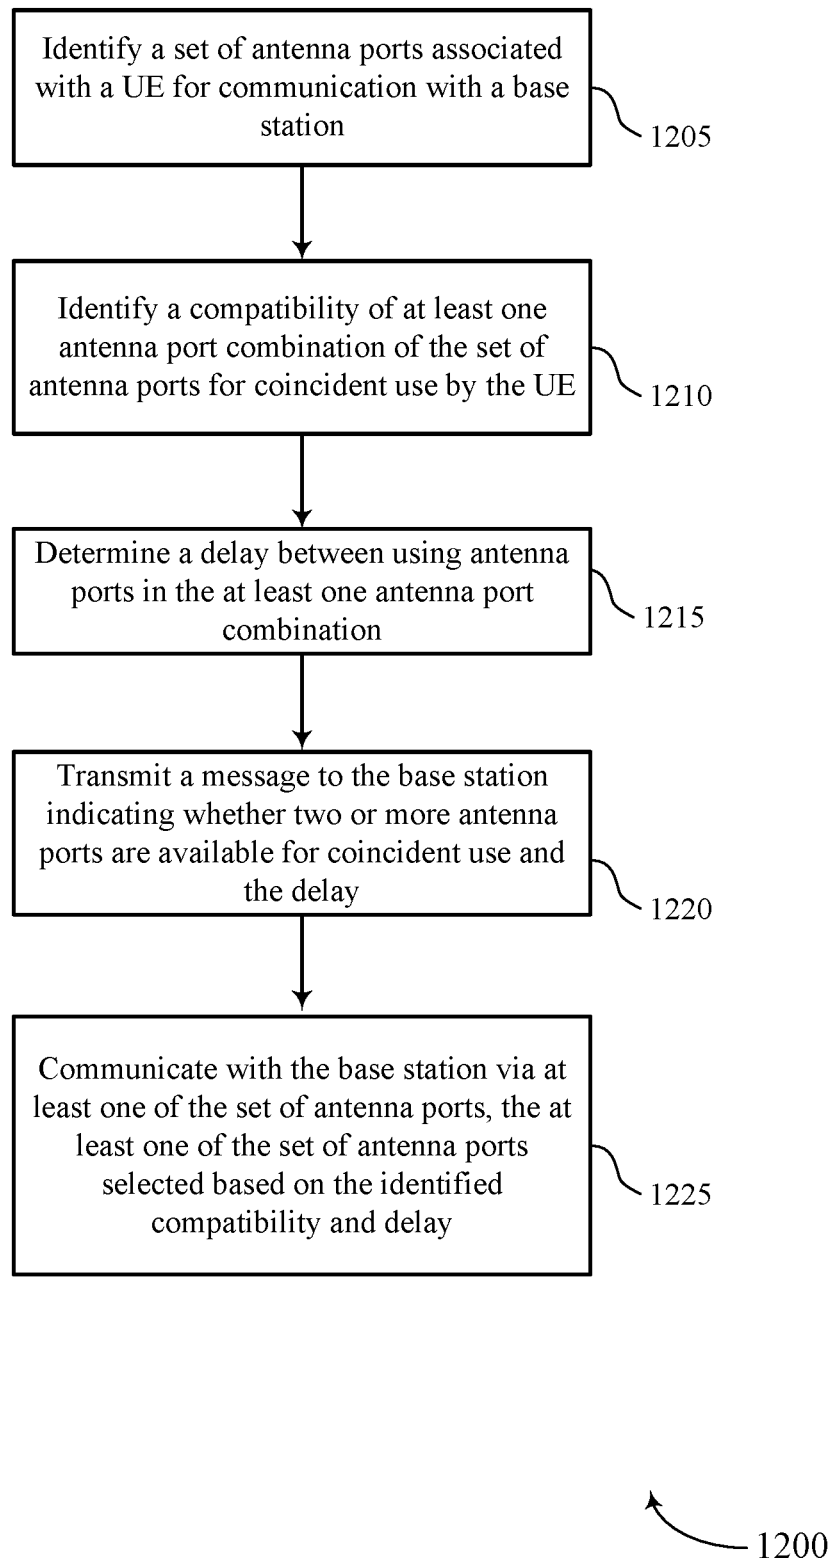 Identify a set of antenna ports associated
with a UE for communication with a base
station
1205
Identify a compatibility of at least one
antenna port combination of the set of
antenna ports for coincident use by the UE
1210
Determine a delay between using antenna
ports in the at least one antenna port
combination
1215
Transmit a message to the base station
indicating whether two or more antenna
ports are available for coincident use and
the delay
1220
Communicate with the base station via at
least one of the set of antenna ports, the at
least one of the set of antenna ports
selected based on the identified
compatibility and delay
1225
1200